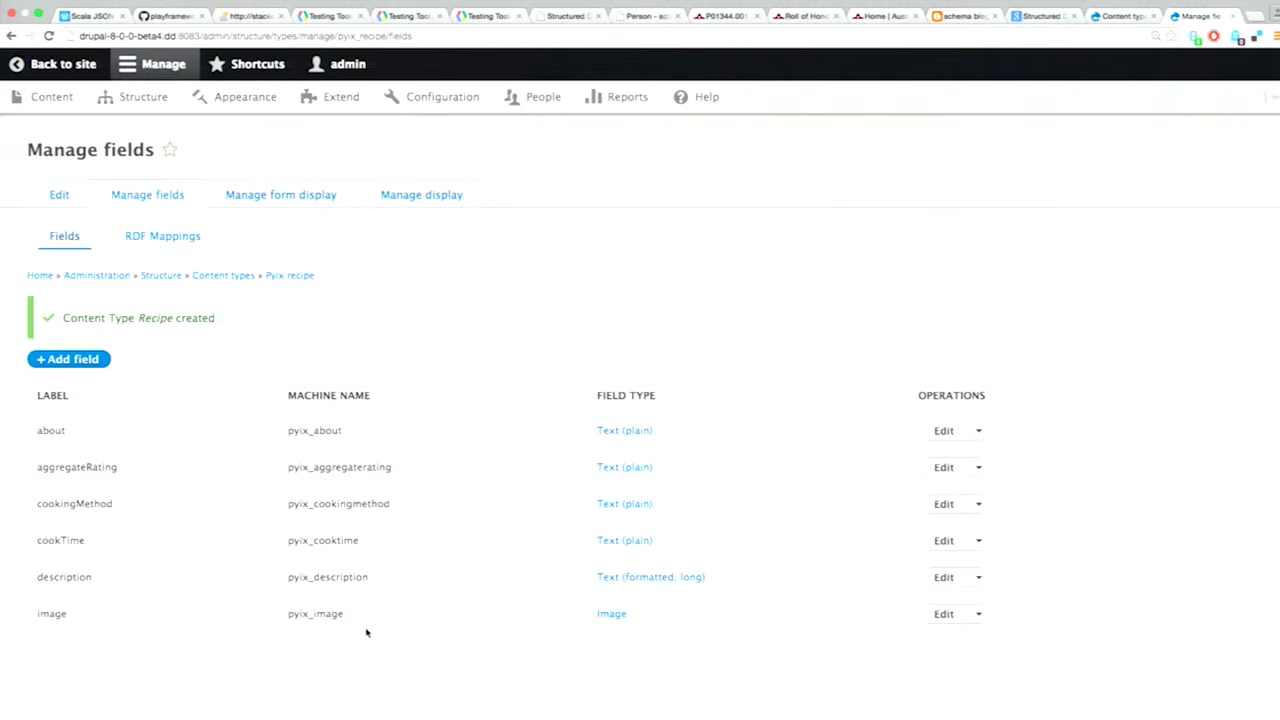 Scala JSON
playframew
http://stack
Testing Tool
Testing Tool
Testing Tool
Structured D
Person - sc
P01344.001
Roll of Hono
Home | Aus
schema blog
Structured D
Content typ
Manage fie
drupal-8-0-0-beta4.dd:8083/admin/structure/types/manage/pyix_recipe/fields
Back to site
Manage
Shortcuts
admin
Content
Structure
Appearance
Extend
Configuration
People
Reports
Help
Manage fields
Edit
Manage fields
Manage form display
Manage display
Fields
RDF Mappings
Home » Administration » Structure » Content types » Pyix recipe
Content Type Recipe created
+ Add field
LABEL MACHINE NAME FIELD TYPE OPERATIONS
about pyix_about Text (plain) Edit
aggregateRating pyix_aggregaterating Text (plain) Edit
cookingMethod pyix_cookingmethod Text (plain) Edit
cookTime pyix_cooktime Text (plain) Edit
description pyix_description Text (formatted, long) Edit
image pyix_image Image Edit